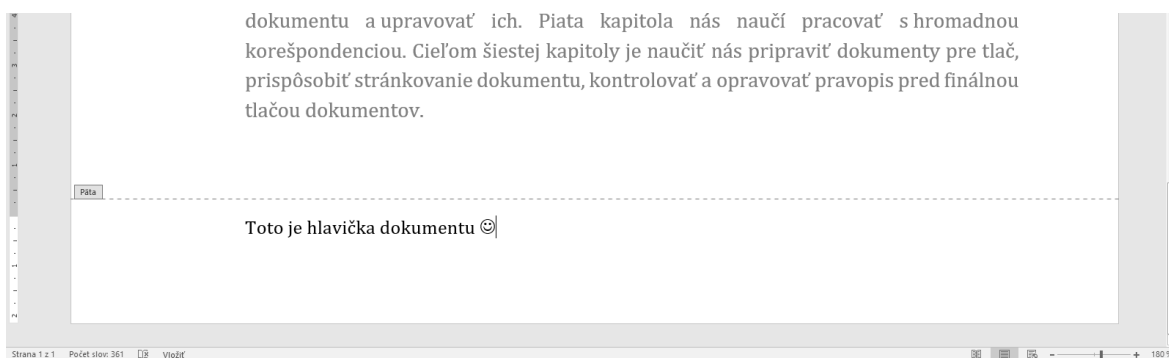 dokumentu a upravovať ich. Piata kapitola nás naučí pracovať s hromadnou
korešpondenciou. Cieľom šiestej kapitoly je naučiť nás pripraviť dokumenty pre tlač,
prispôsobiť stránkovanie dokumentu, kontrolovať a opravovať pravopis pred finálnou
tlačou dokumentov.
Päta
Toto je hlavička dokumentu ☺
Strana 1 z 1 Počet slov: 361 Vložiť
180 %